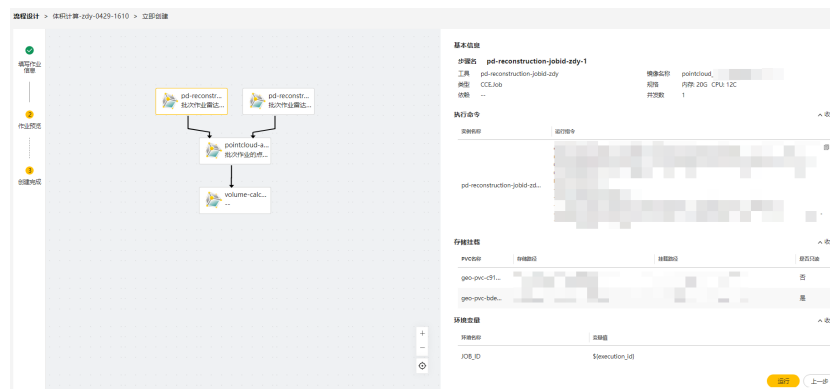 流程设计 > 体积计算-zdy-0429-1610 > 立即创建
填写作业
信息
2
作业预览
3
创建完成
pd-reconstr...
批次作业雷达...
pd-reconstr...
批次作业雷达...
pointcloud-a...
批次作业的点...
volume-calc...
--
+
−
基本信息
步骤名 pd-reconstruction-jobid-zdy-1
工具 pd-reconstruction-jobid-zdy 镜像名称 pointcloud_
类型 CCEJob 规格 内存: 20G CPU: 12C
依赖 -- 并发数 1
执行命令 收
实例名称 运行指令
pd-reconstruction-jobid-zd...
存储挂载 收
PVC名称 存储路径 挂载路径 是否只读
geo-pvc-c91... 否
geo-pvc-bde... 是
环境变量 收
环境名称 变量值
JOB_ID ${execution_id}
运行 上一步